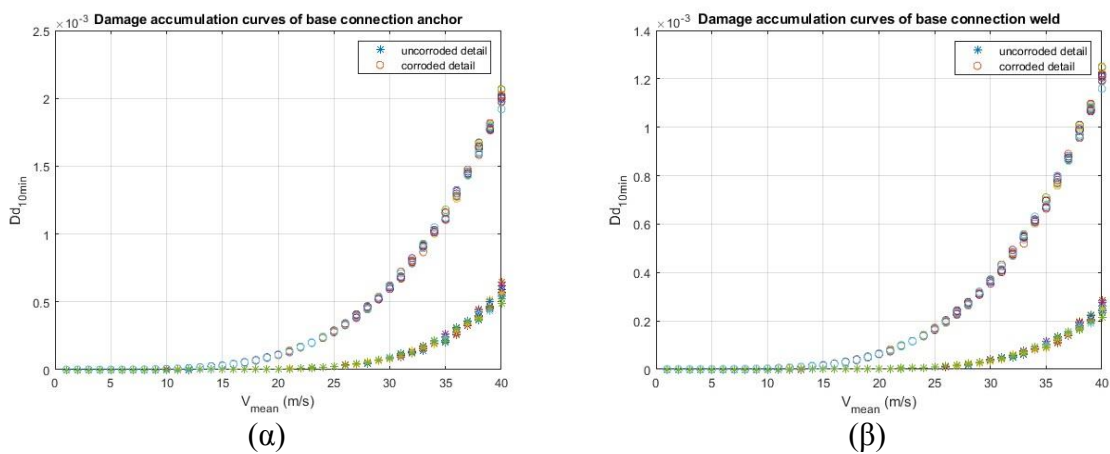 ×10⁻³ Damage accumulation curves of base connection anchor
2.5
2
1.5
1
0.5
0
Dd10min
uncorroded detail
corroded detail
0 5 10 15 20 25 30 35 40
Vmean (m/s)
(α)
×10⁻³ Damage accumulation curves of base connection weld
1.4
1.2
1
0.8
0.6
0.4
0.2
0
Dd10min
uncorroded detail
corroded detail
0 5 10 15 20 25 30 35 40
Vmean (m/s)
(β)